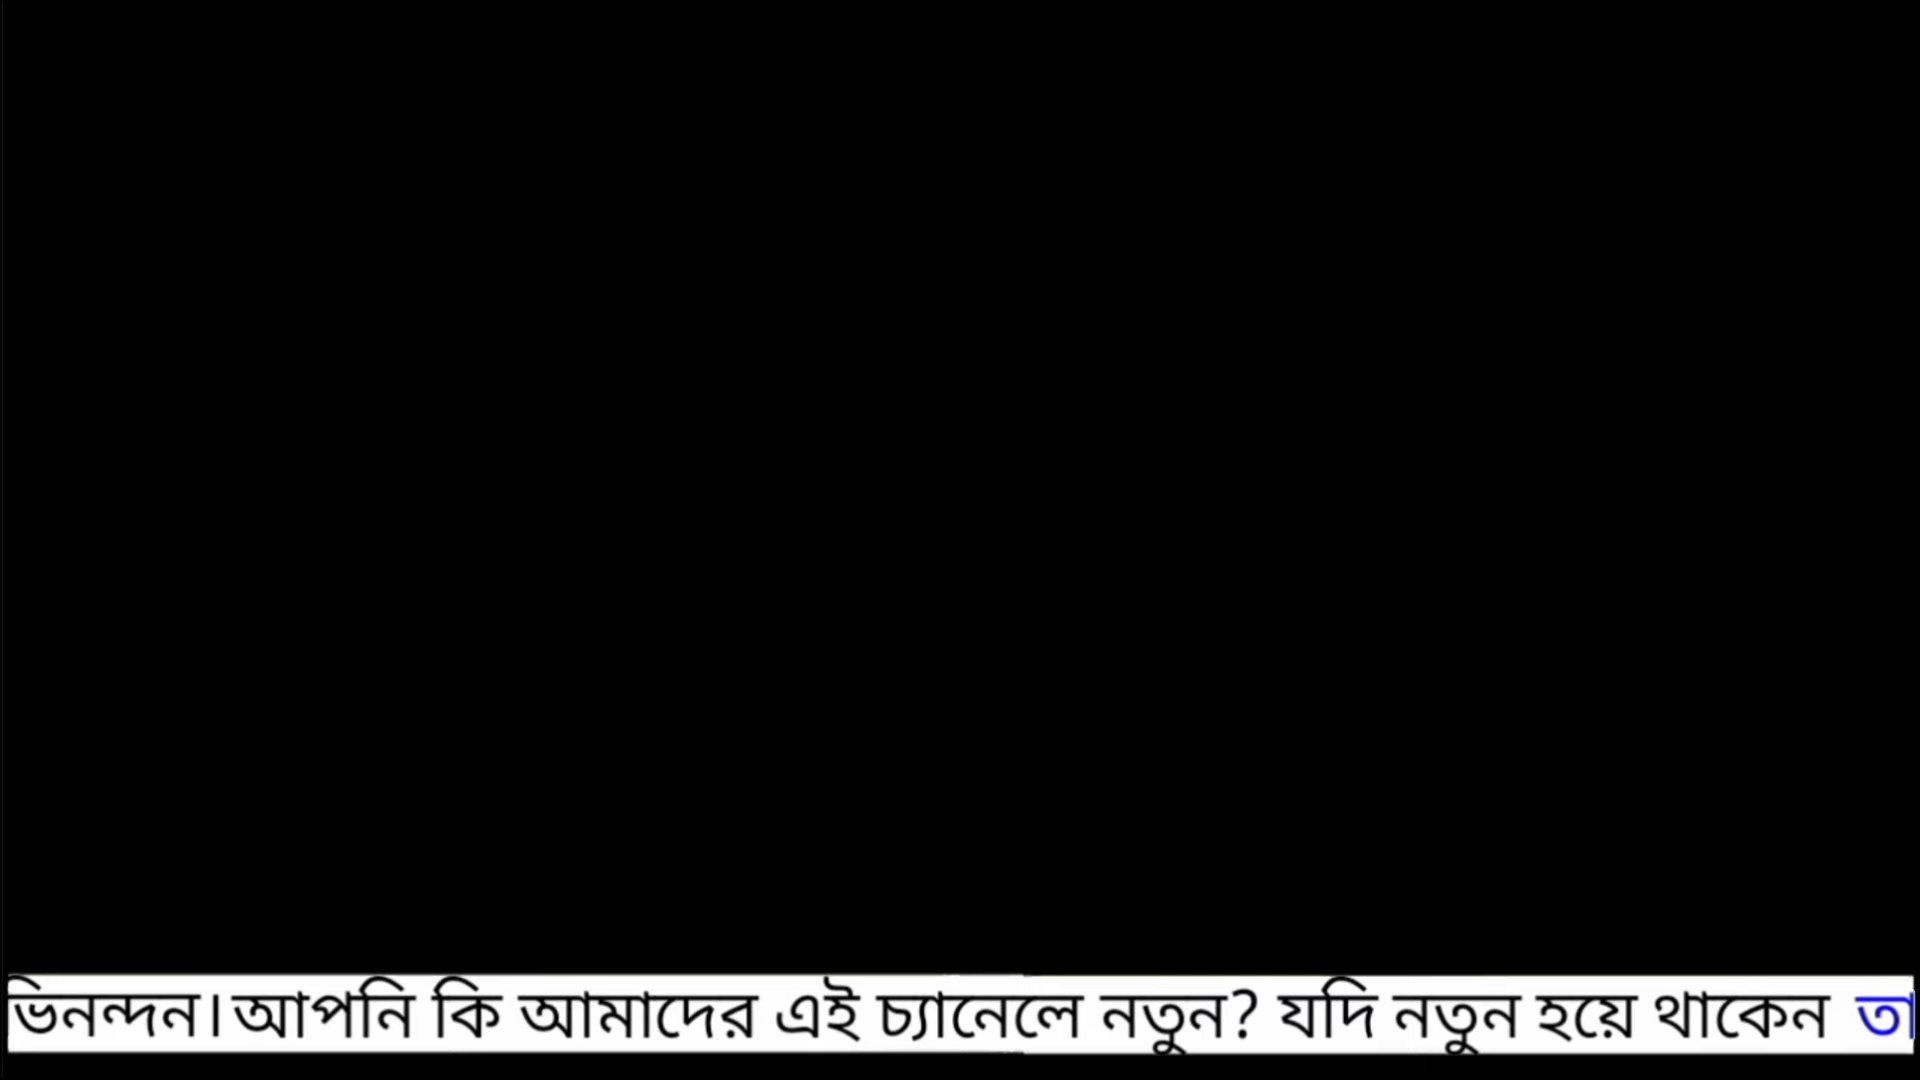 ভিনন্দন। আপনি কি আমাদের এই চ্যানেলে নতুন? যদি নতুন হয়ে থাকেন তা